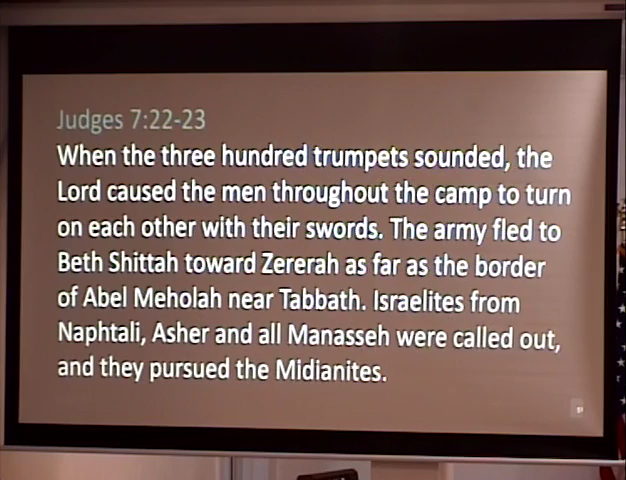 Judges 7:22-23
When the three hundred trumpets sounded, the
Lord caused the men throughout the camp to turn
on each other with their swords. The army fled to
Beth Shittah toward Zererah as far as the border
of Abel Meholah near Tabbath. Israelites from
Naphtali, Asher and all Manasseh were called out,
and they pursued the Midianites.